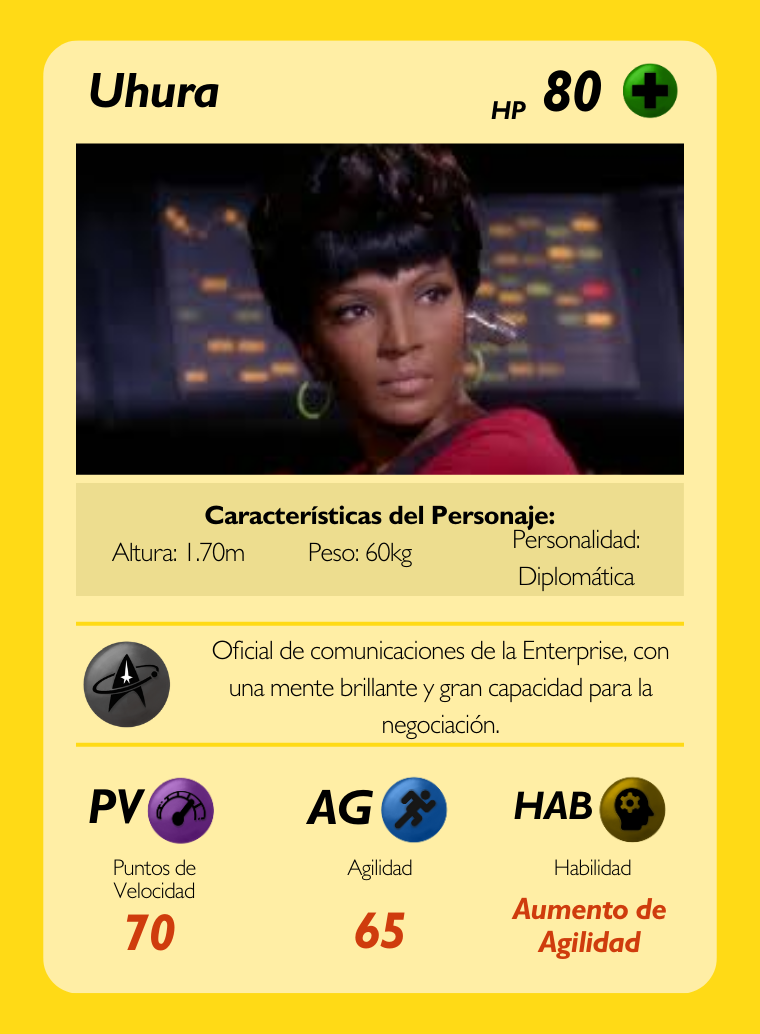 Uhura
HP 80
Características del Personaje:
Altura: 1.70m Peso: 60kg Personalidad:
Diplomática
Oficial de comunicaciones de la Enterprise, con
una mente brillante y gran capacidad para la
negociación.
PV AG HAB
Puntos de
Velocidad
70
Agilidad
65
Habilidad
Aumento de
Agilidad